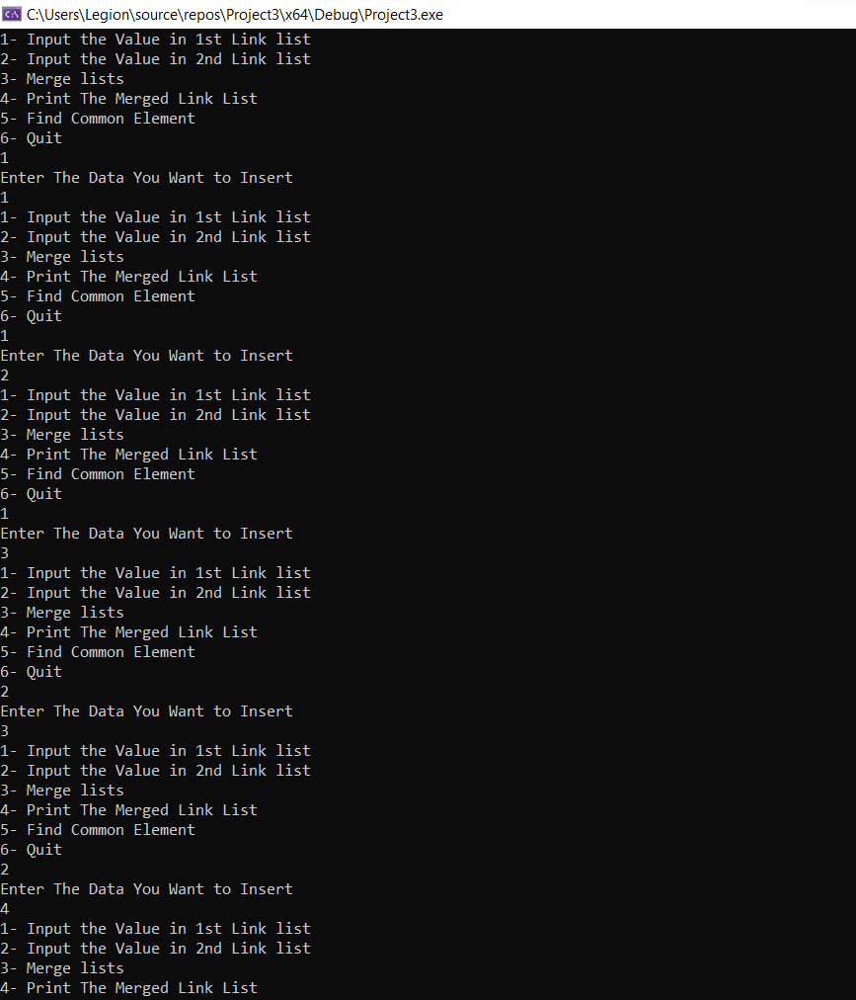 C:\Users\Legion\source\repos\Project3\x64\Debug\Project3.exe
1- Input the Value in 1st Link list
2- Input the Value in 2nd Link list
3- Merge lists
4- Print The Merged Link List
5- Find Common Element
6- Quit
1
Enter The Data You Want to Insert
1
1- Input the Value in 1st Link list
2- Input the Value in 2nd Link list
3- Merge lists
4- Print The Merged Link List
5- Find Common Element
6- Quit
1
Enter The Data You Want to Insert
2
1- Input the Value in 1st Link list
2- Input the Value in 2nd Link list
3- Merge lists
4- Print The Merged Link List
5- Find Common Element
6- Quit
1
Enter The Data You Want to Insert
3
1- Input the Value in 1st Link list
2- Input the Value in 2nd Link list
3- Merge lists
4- Print The Merged Link List
5- Find Common Element
6- Quit
2
Enter The Data You Want to Insert
3
1- Input the Value in 1st Link list
2- Input the Value in 2nd Link list
3- Merge lists
4- Print The Merged Link List
5- Find Common Element
6- Quit
2
Enter The Data You Want to Insert
4
1- Input the Value in 1st Link list
2- Input the Value in 2nd Link list
3- Merge lists
4- Print The Merged Link List